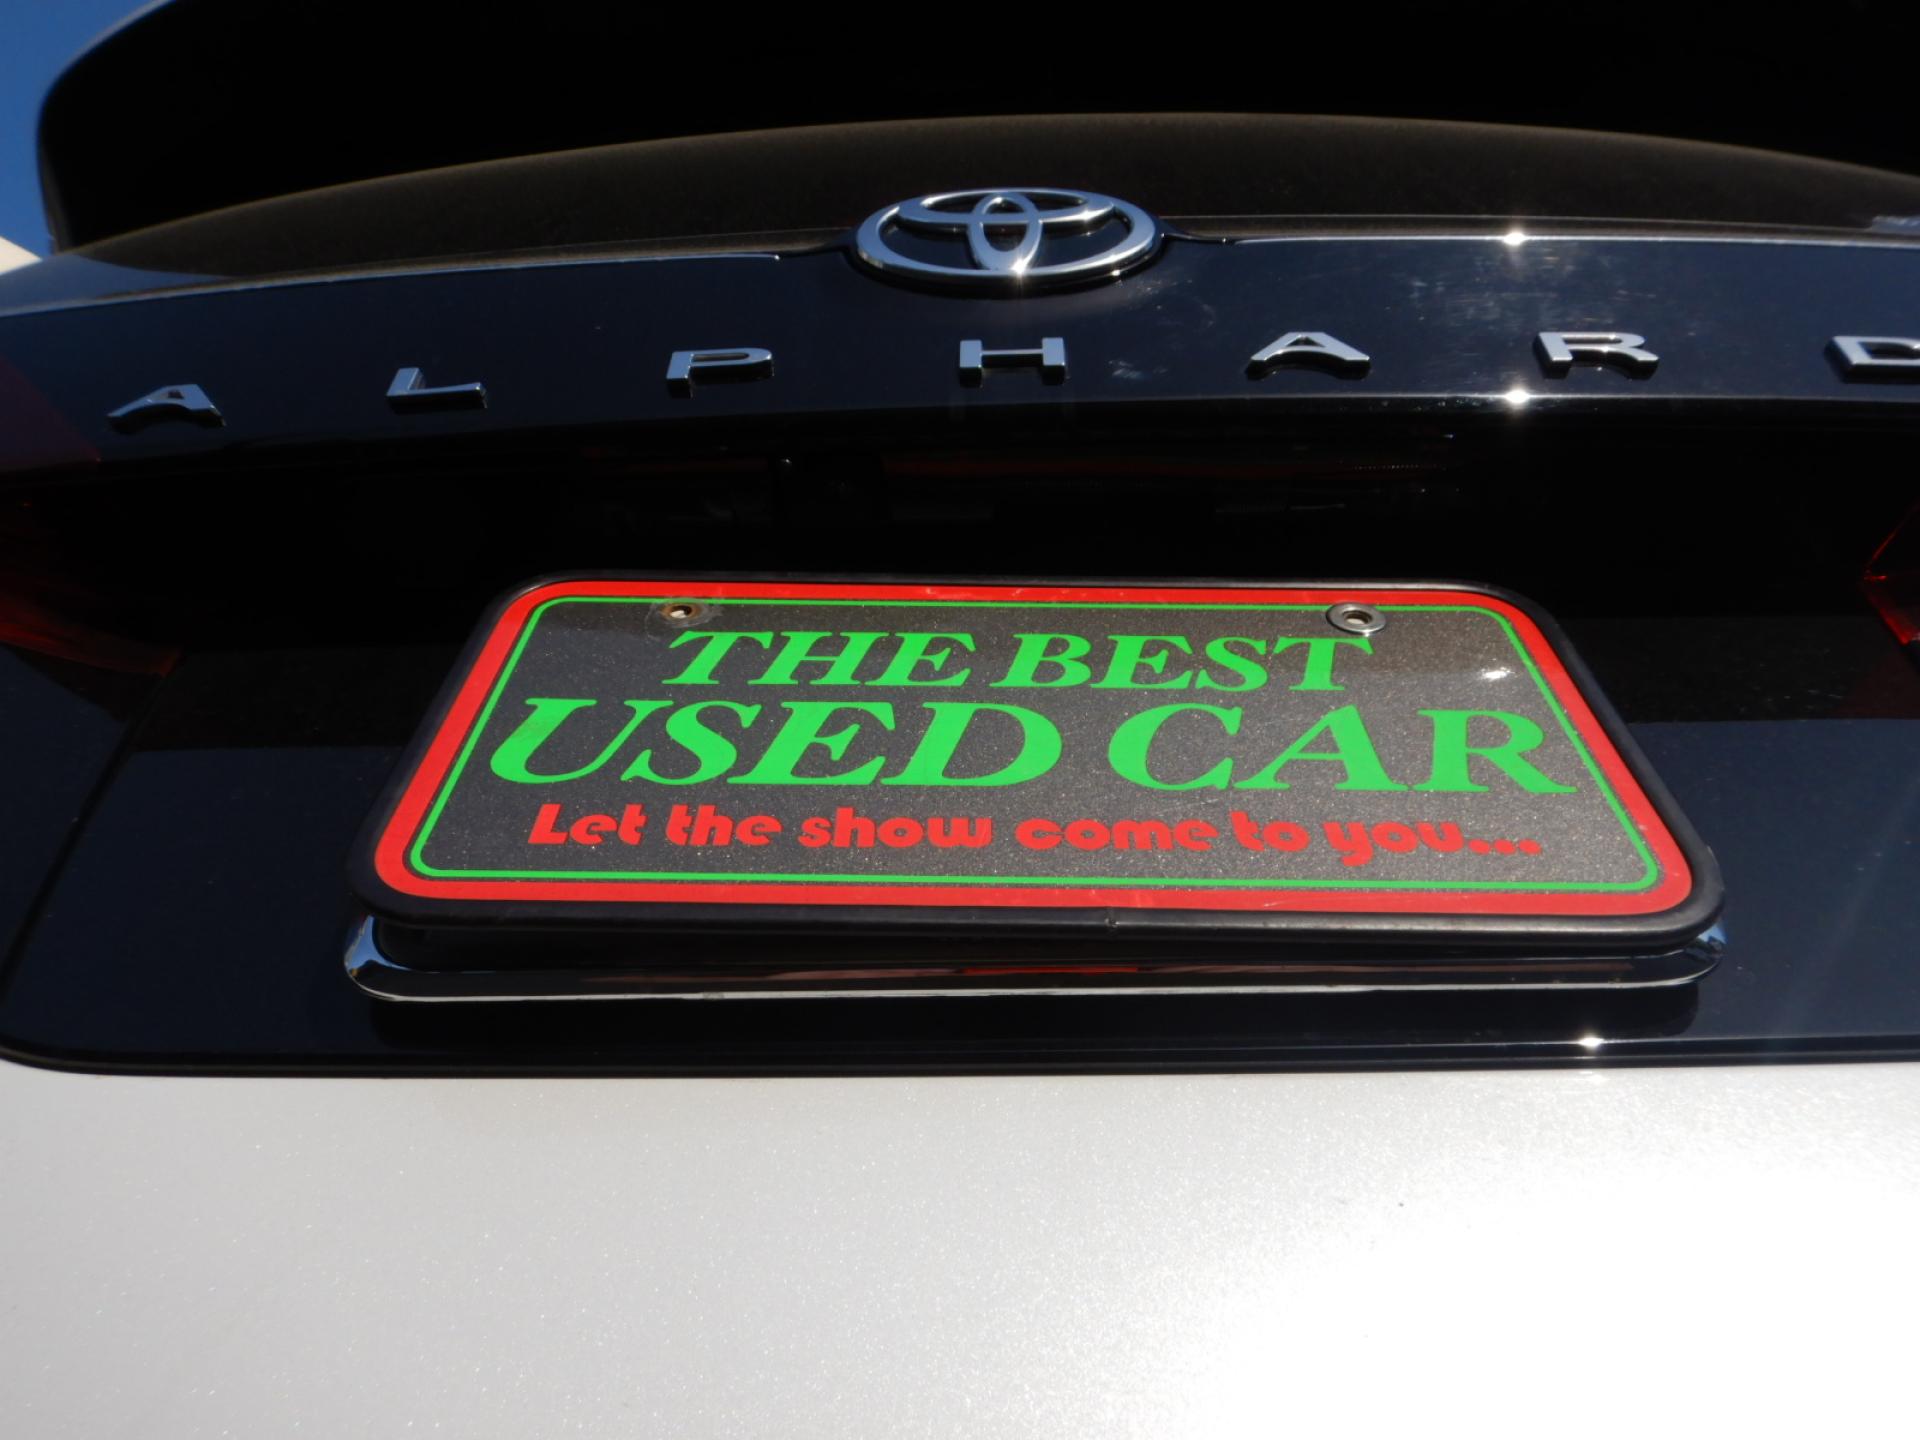 ALPHARD
THE BEST
USED CAR
Let the show come to you...